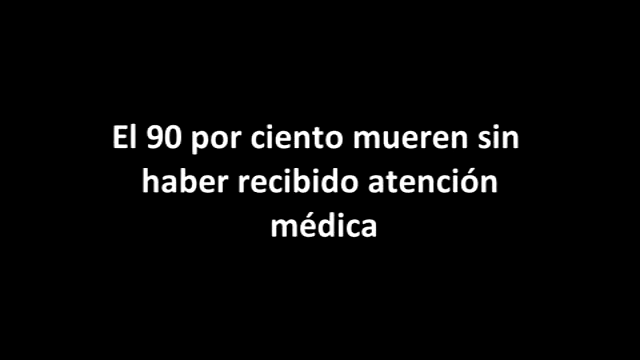 El 90 por ciento mueren sin
haber recibido atención
médica